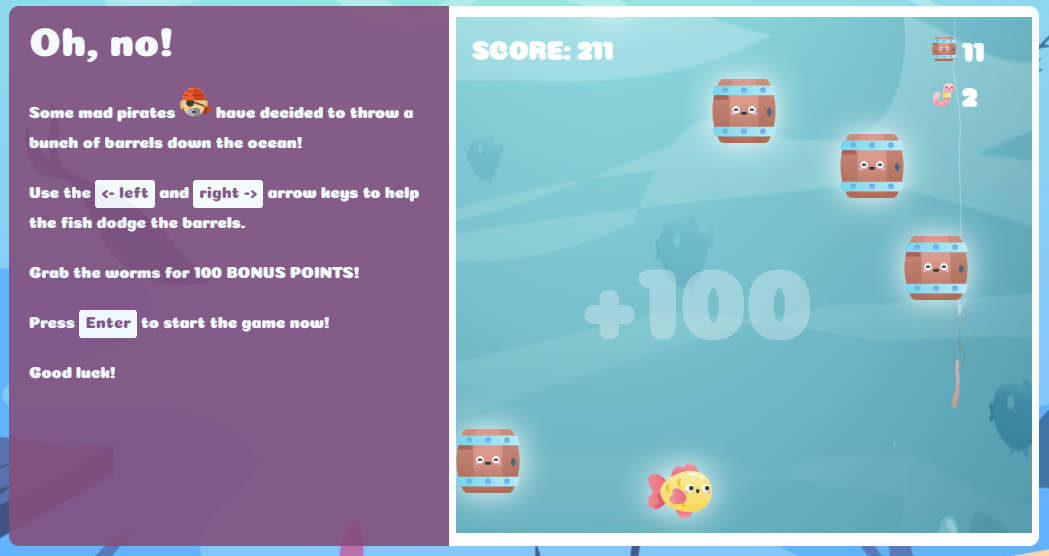 Oh, no!
Some mad pirates have decided to throw a
bunch of barrels down the ocean!
Use the <- left and right -> arrow keys to help
the fish dodge the barrels.
Grab the worms for 100 BONUS POINTS!
Press Enter to start the game now!
Good luck!
SCORE: 211
11
2
+100